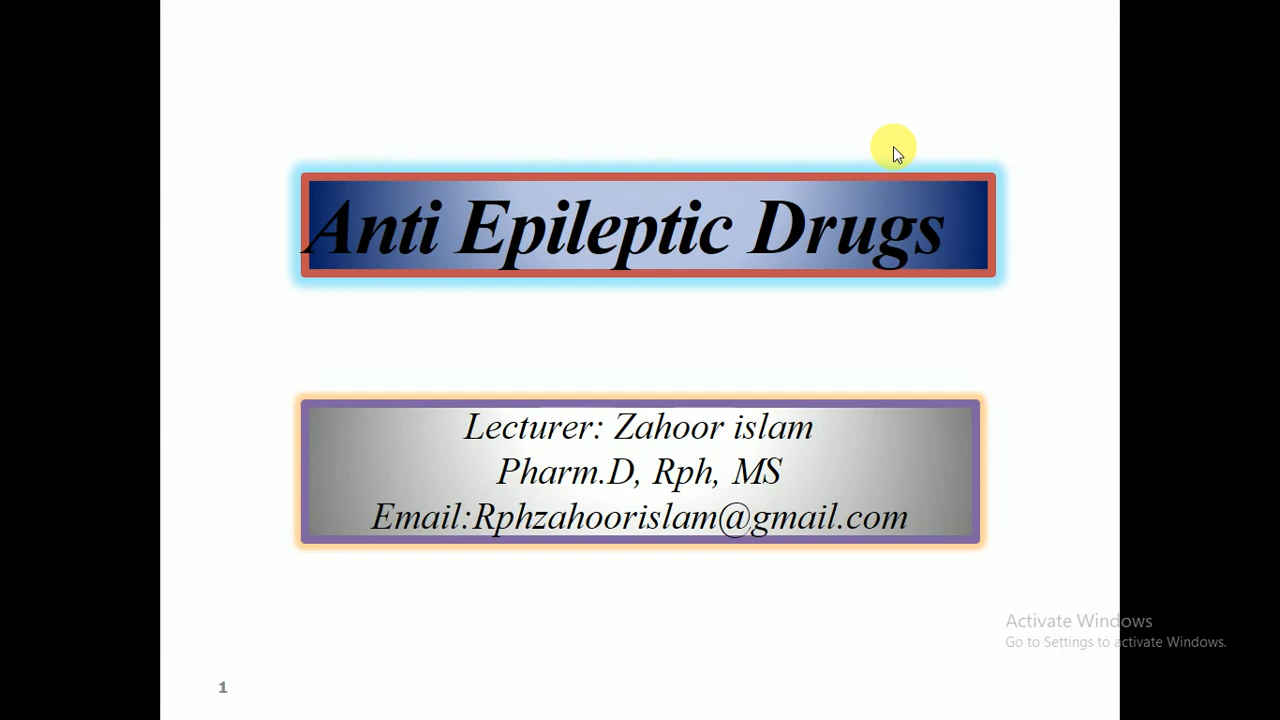 Anti Epileptic Drugs
Lecturer: Zahoor islam
Pharm.D, Rph, MS
Email:Rphzahoorislam@gmail.com
Activate Windows
Go to Settings to activate Windows.
1